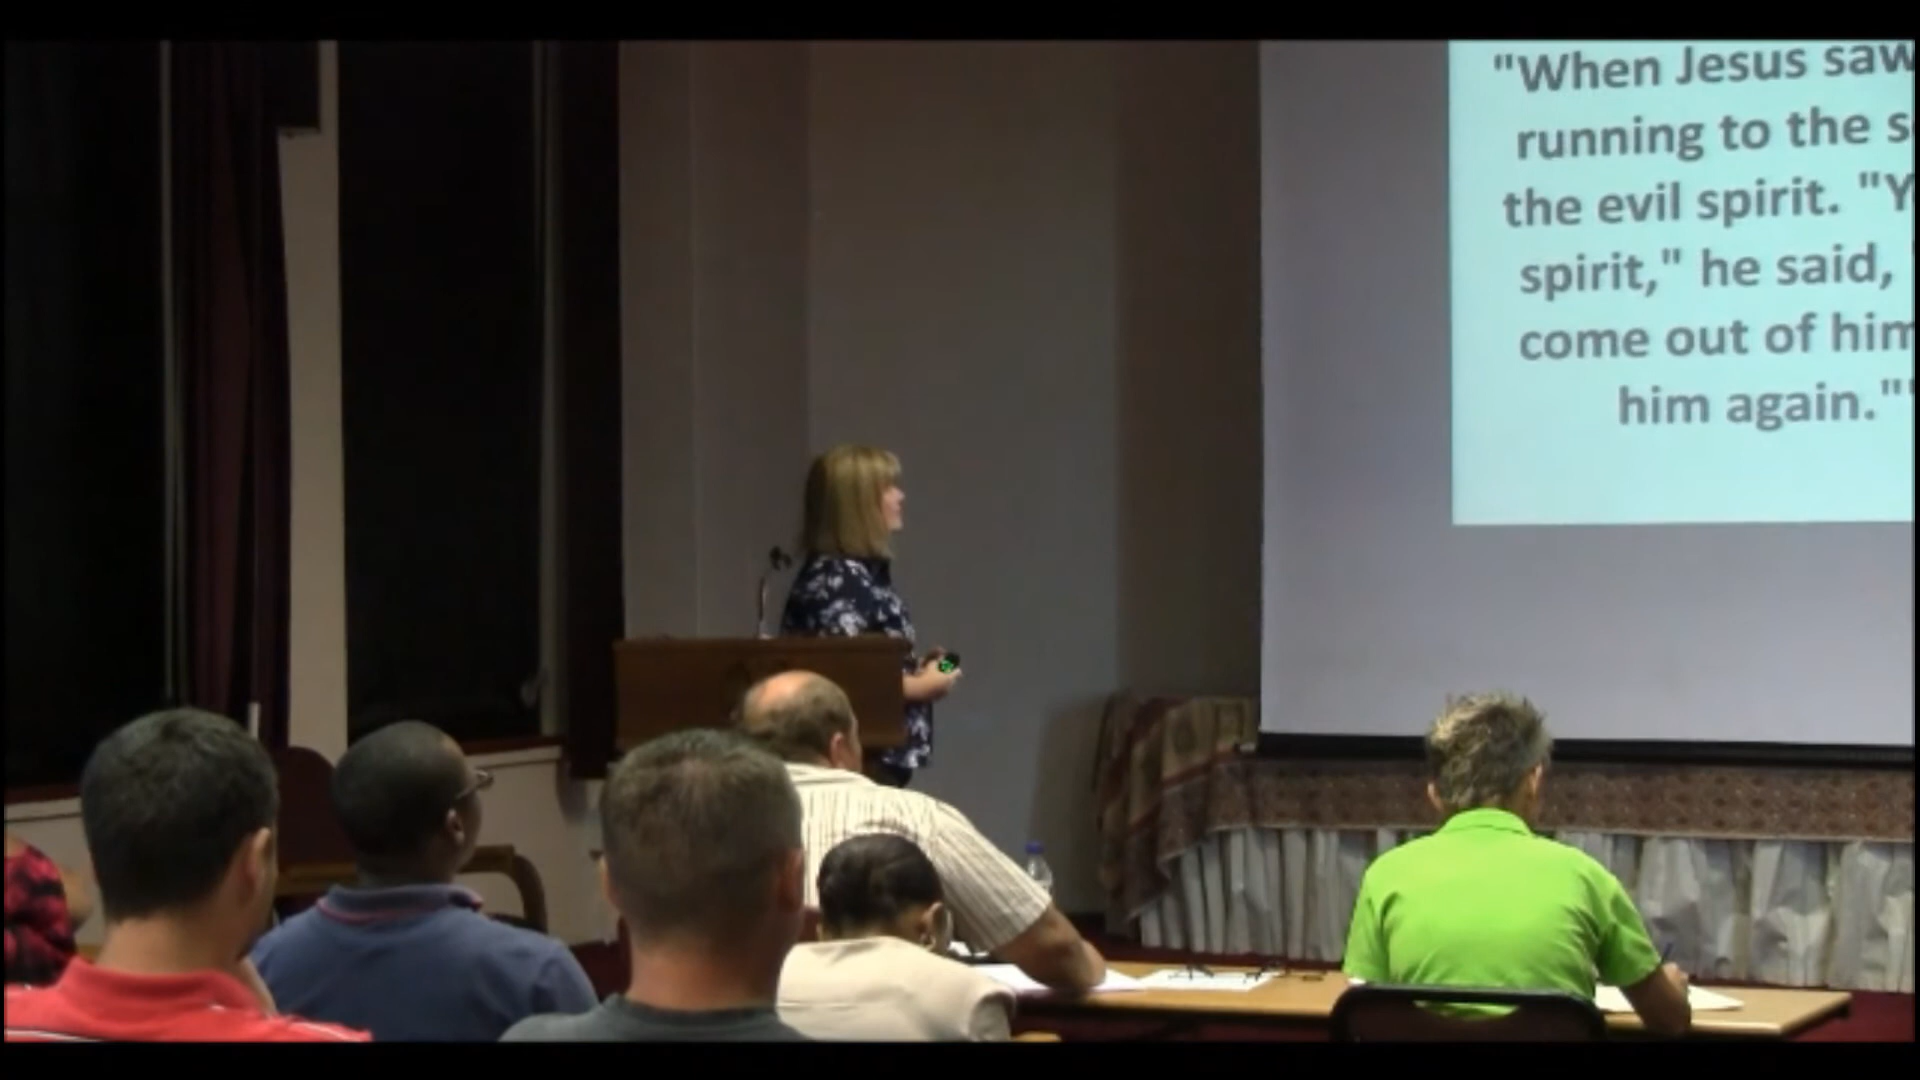 "When Jesus saw
running to the
the evil spirit. "Y
spirit," he said,
come out of him
him again.""